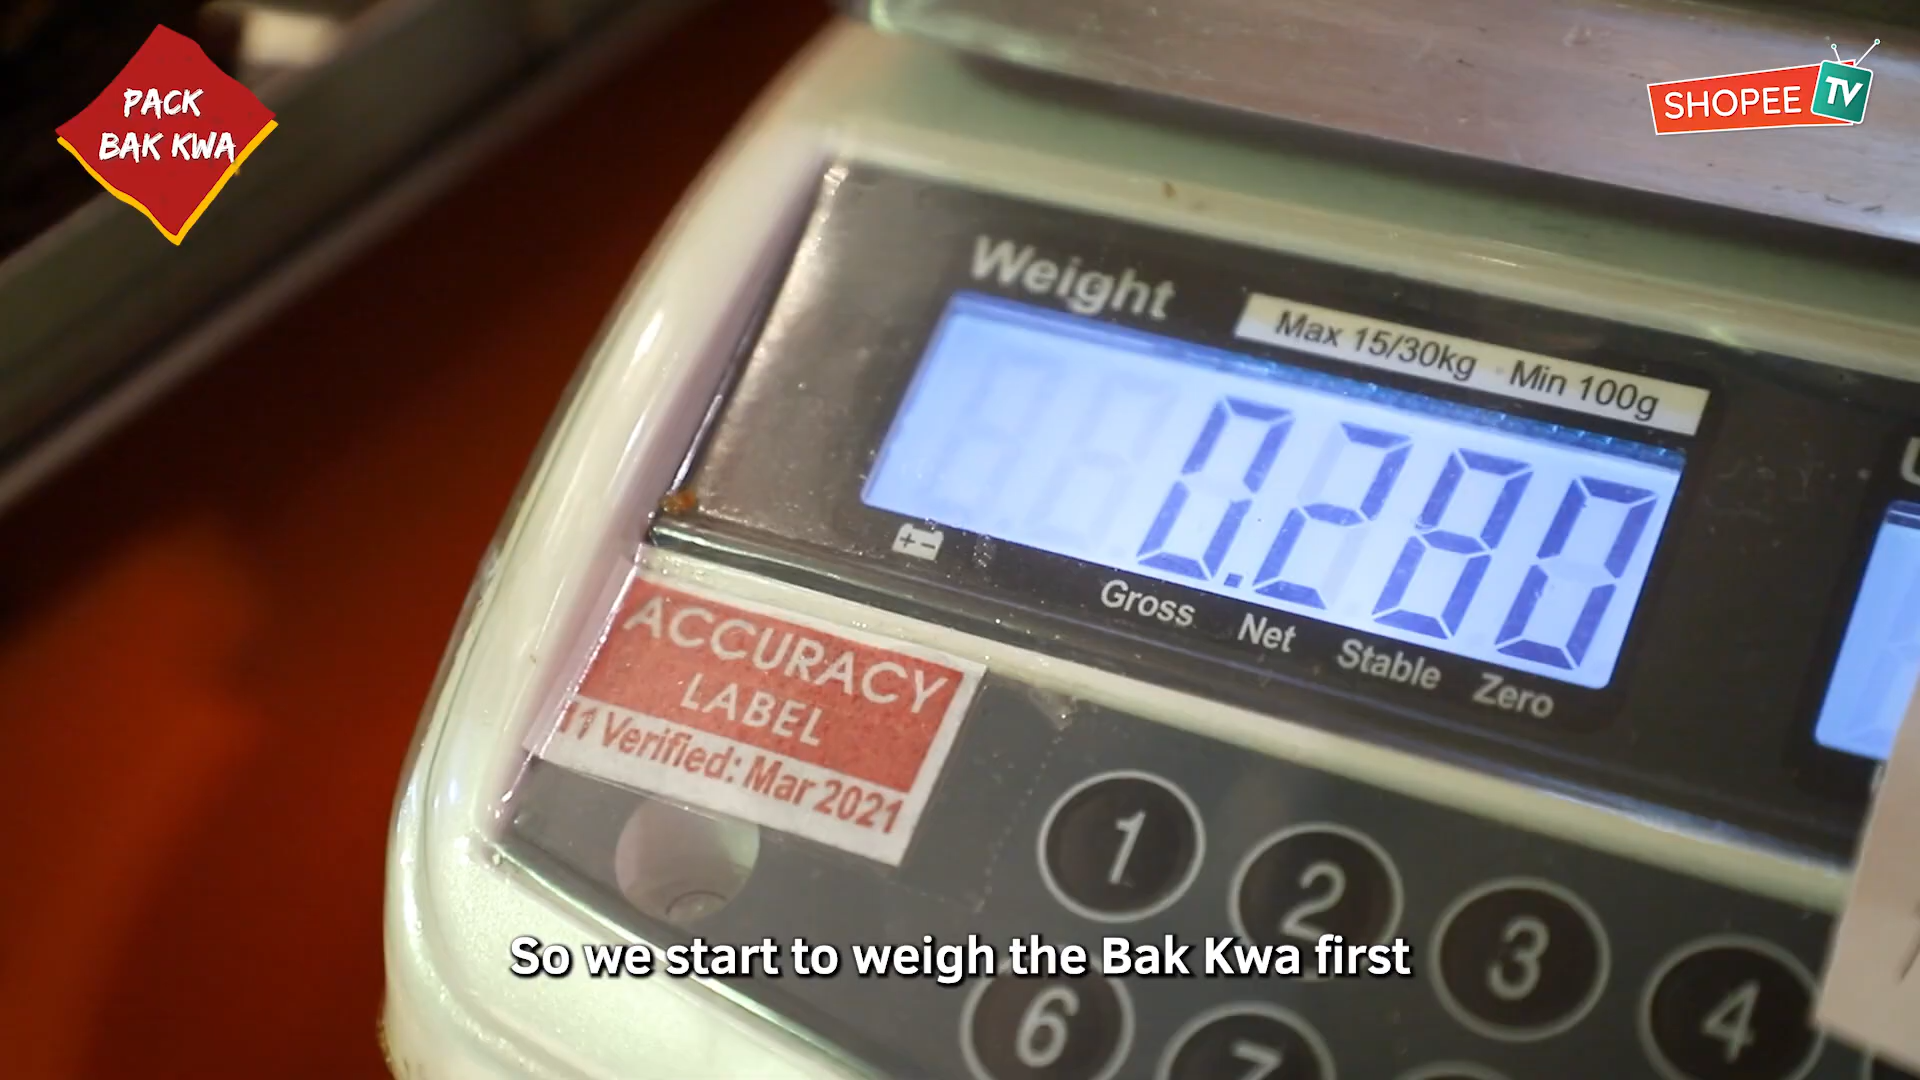 PACK
BAK KWA
SHOPEE TV
Weight
Max 15/30kg Min 100g
0.280
Gross Net Stable Zero
ACCURACY
LABEL
Verified: Mar 2021
1 2 3 4
6 7
So we start to weigh the Bak Kwa first